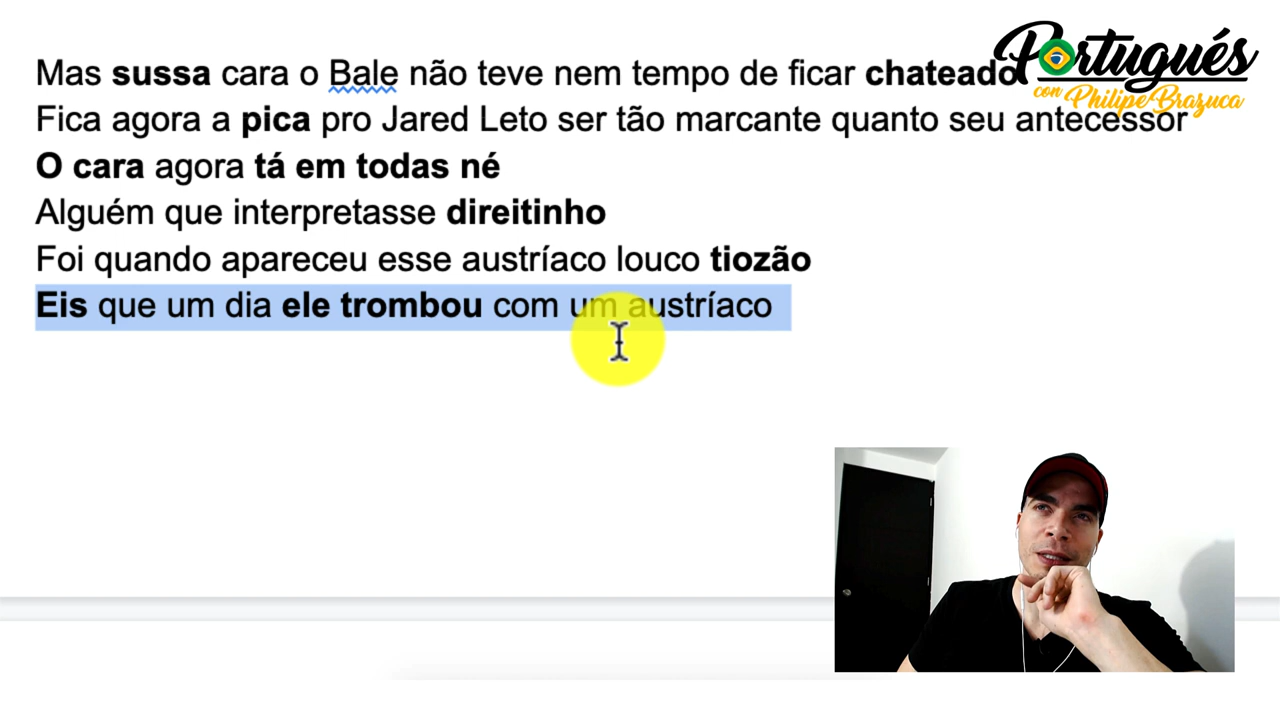 Mas sussa cara o Bale não teve nem tempo de ficar chateado
Fica agora a pica pro Jared Leto ser tão marcante quanto seu antecessor
O cara agora tá em todas né
Alguém que interpretasse direitinho
Foi quando apareceu esse austríaco louco tiozão
Eis que um dia ele trombou com um austríaco
Portugués
con PhilipeBrazuca